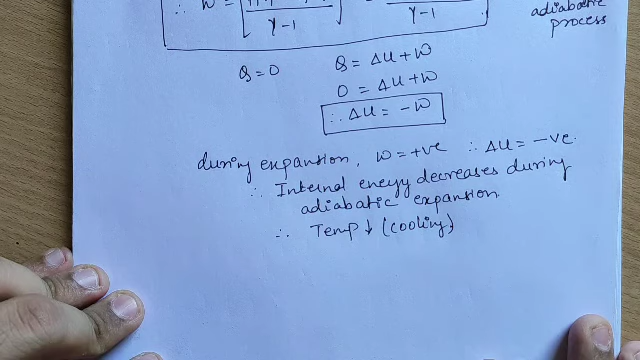 ∴ W =
γ-1
γ-1
adiabatic
process
Q=0 Q= ΔU+W
0 = ΔU+W
∴ ΔU = -W
during expansion, W=+ve ∴ ΔU=-ve.
∴ Internal eneryy decreases during
adiabatic expansion
∴ Temp↓ (cooling)